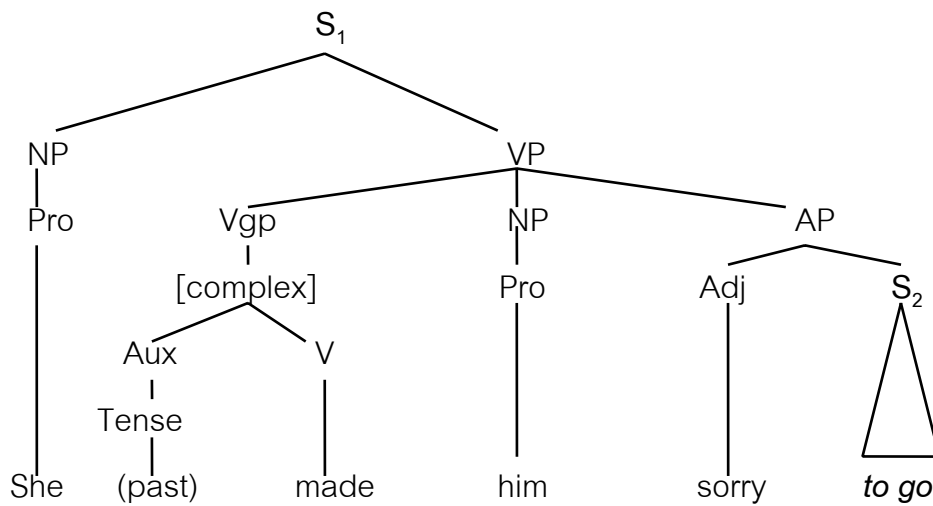 S₁
NP VP
Pro Vgp NP AP
[complex] Pro Adj S₂
Aux V
Tense
She (past) made him sorry to go